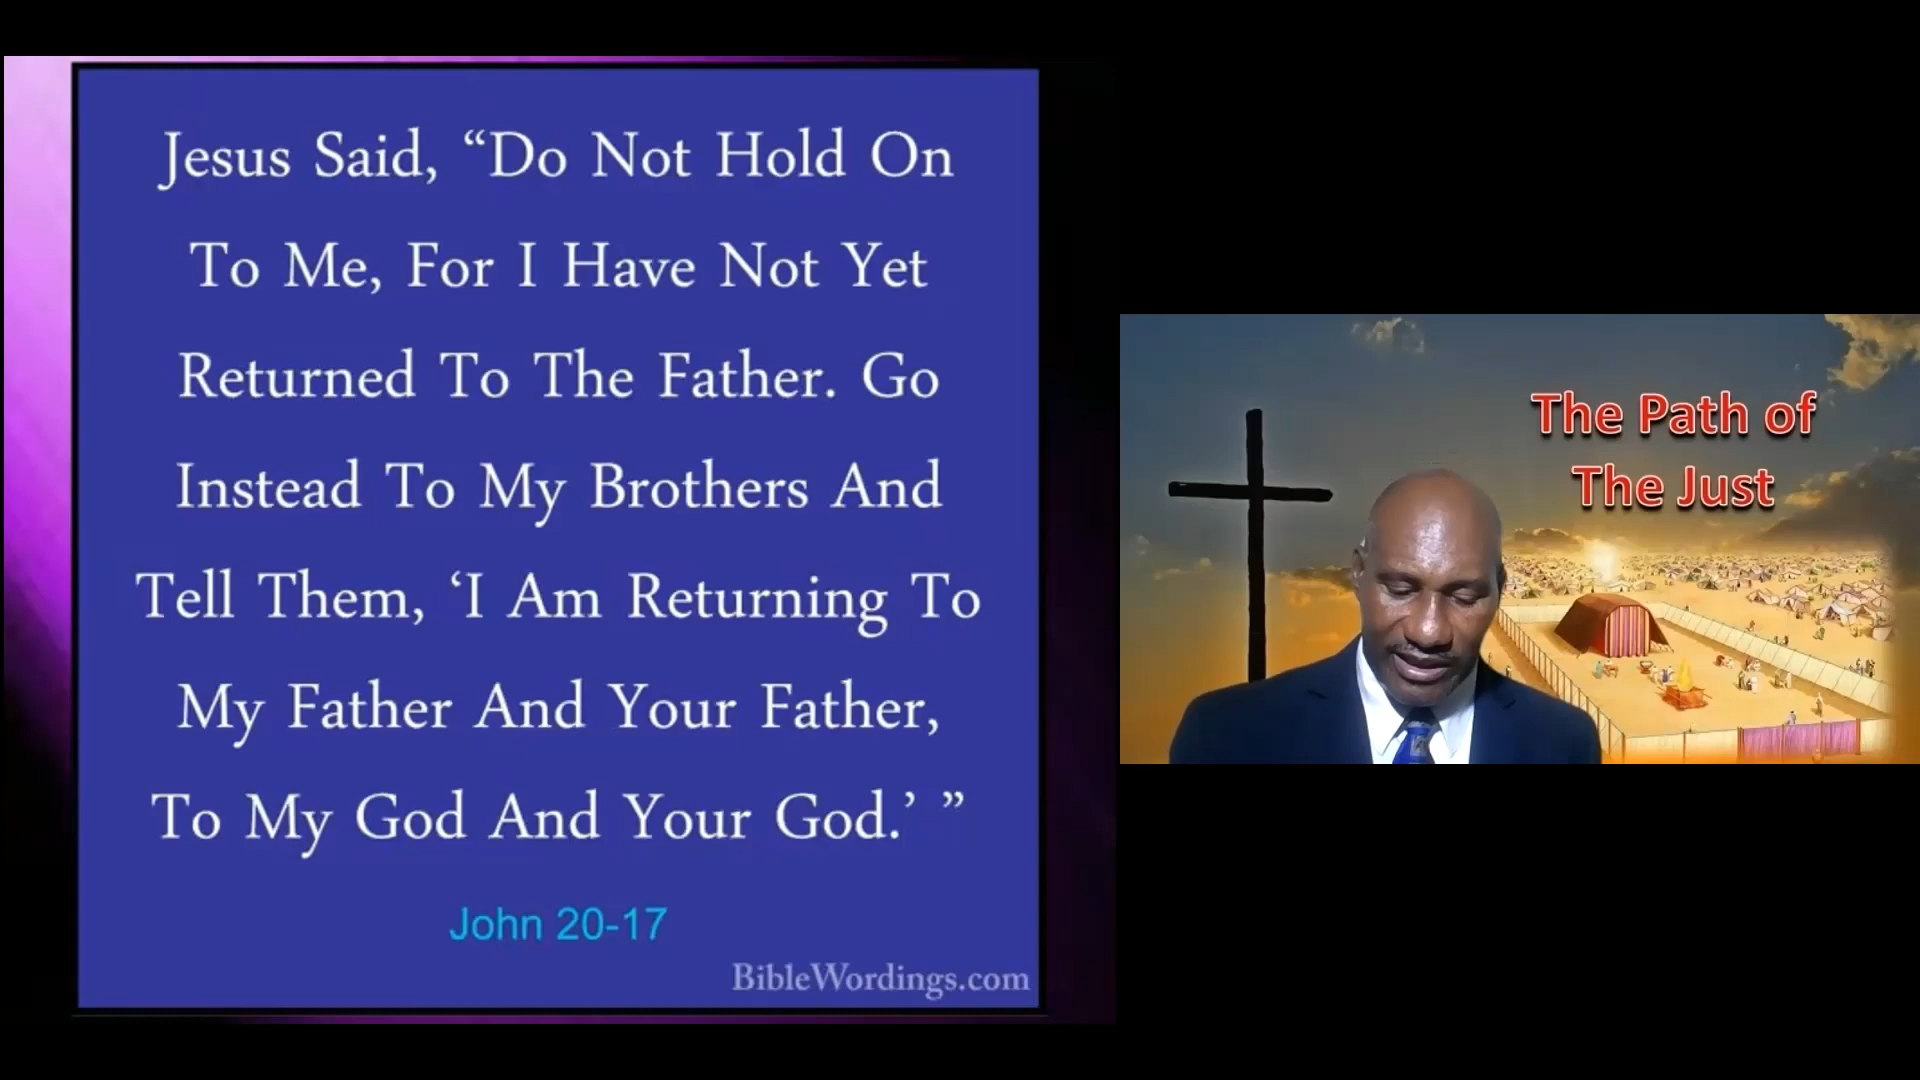 Jesus Said, “Do Not Hold On
To Me, For I Have Not Yet
Returned To The Father. Go
Instead To My Brothers And
Tell Them, ‘I Am Returning To
My Father And Your Father,
To My God And Your God.’ ”
John 20-17
BibleWordings.com
The Path of
The Just